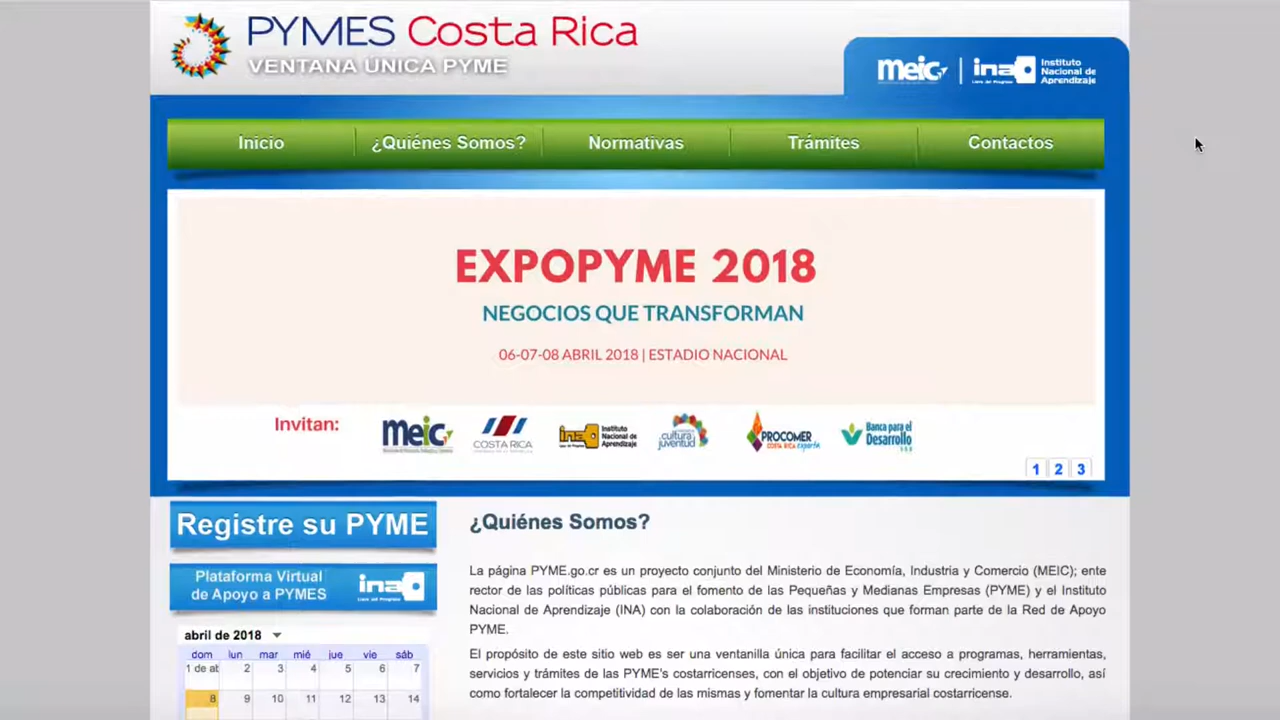 PYMES Costa Rica
VENTANA ÚNICA PYME
meic
ina
Instituto
Nacional de
Aprendizaje
Inicio
¿Quiénes Somos?
Normativas
Trámites
Contactos
EXPOPYME 2018
NEGOCIOS QUE TRANSFORMAN
06-07-08 ABRIL 2018 | ESTADIO NACIONAL
Invitan:
meic
COSTA RICA
ina
Instituto
Nacional de
Aprendizaje
cultura
juventud
PROCOMER
COSTA RICA exporta
Banca para el
Desarrollo
1 2 3
Registre su PYME
Plataforma Virtual
de Apoyo a PYMES
ina
¿Quiénes Somos?
La página PYME.go.cr es un proyecto conjunto del Ministerio de Economía, Industria y Comercio (MEIC); ente
rector de las políticas públicas para el fomento de las Pequeñas y Medianas Empresas (PYME) y el Instituto
Nacional de Aprendizaje (INA) con la colaboración de las instituciones que forman parte de la Red de Apoyo
PYME.
El propósito de este sitio web es ser una ventanilla única para facilitar el acceso a programas, herramientas,
servicios y trámites de las PYME's costarricenses, con el objetivo de potenciar su crecimiento y desarrollo, así
como fortalecer la competitividad de las mismas y fomentar la cultura empresarial costarricense.
abril de 2018
dom lun mar mié jue vie sáb
1 de ab 2 3 4 5 6 7
8 9 10 11 12 13 14